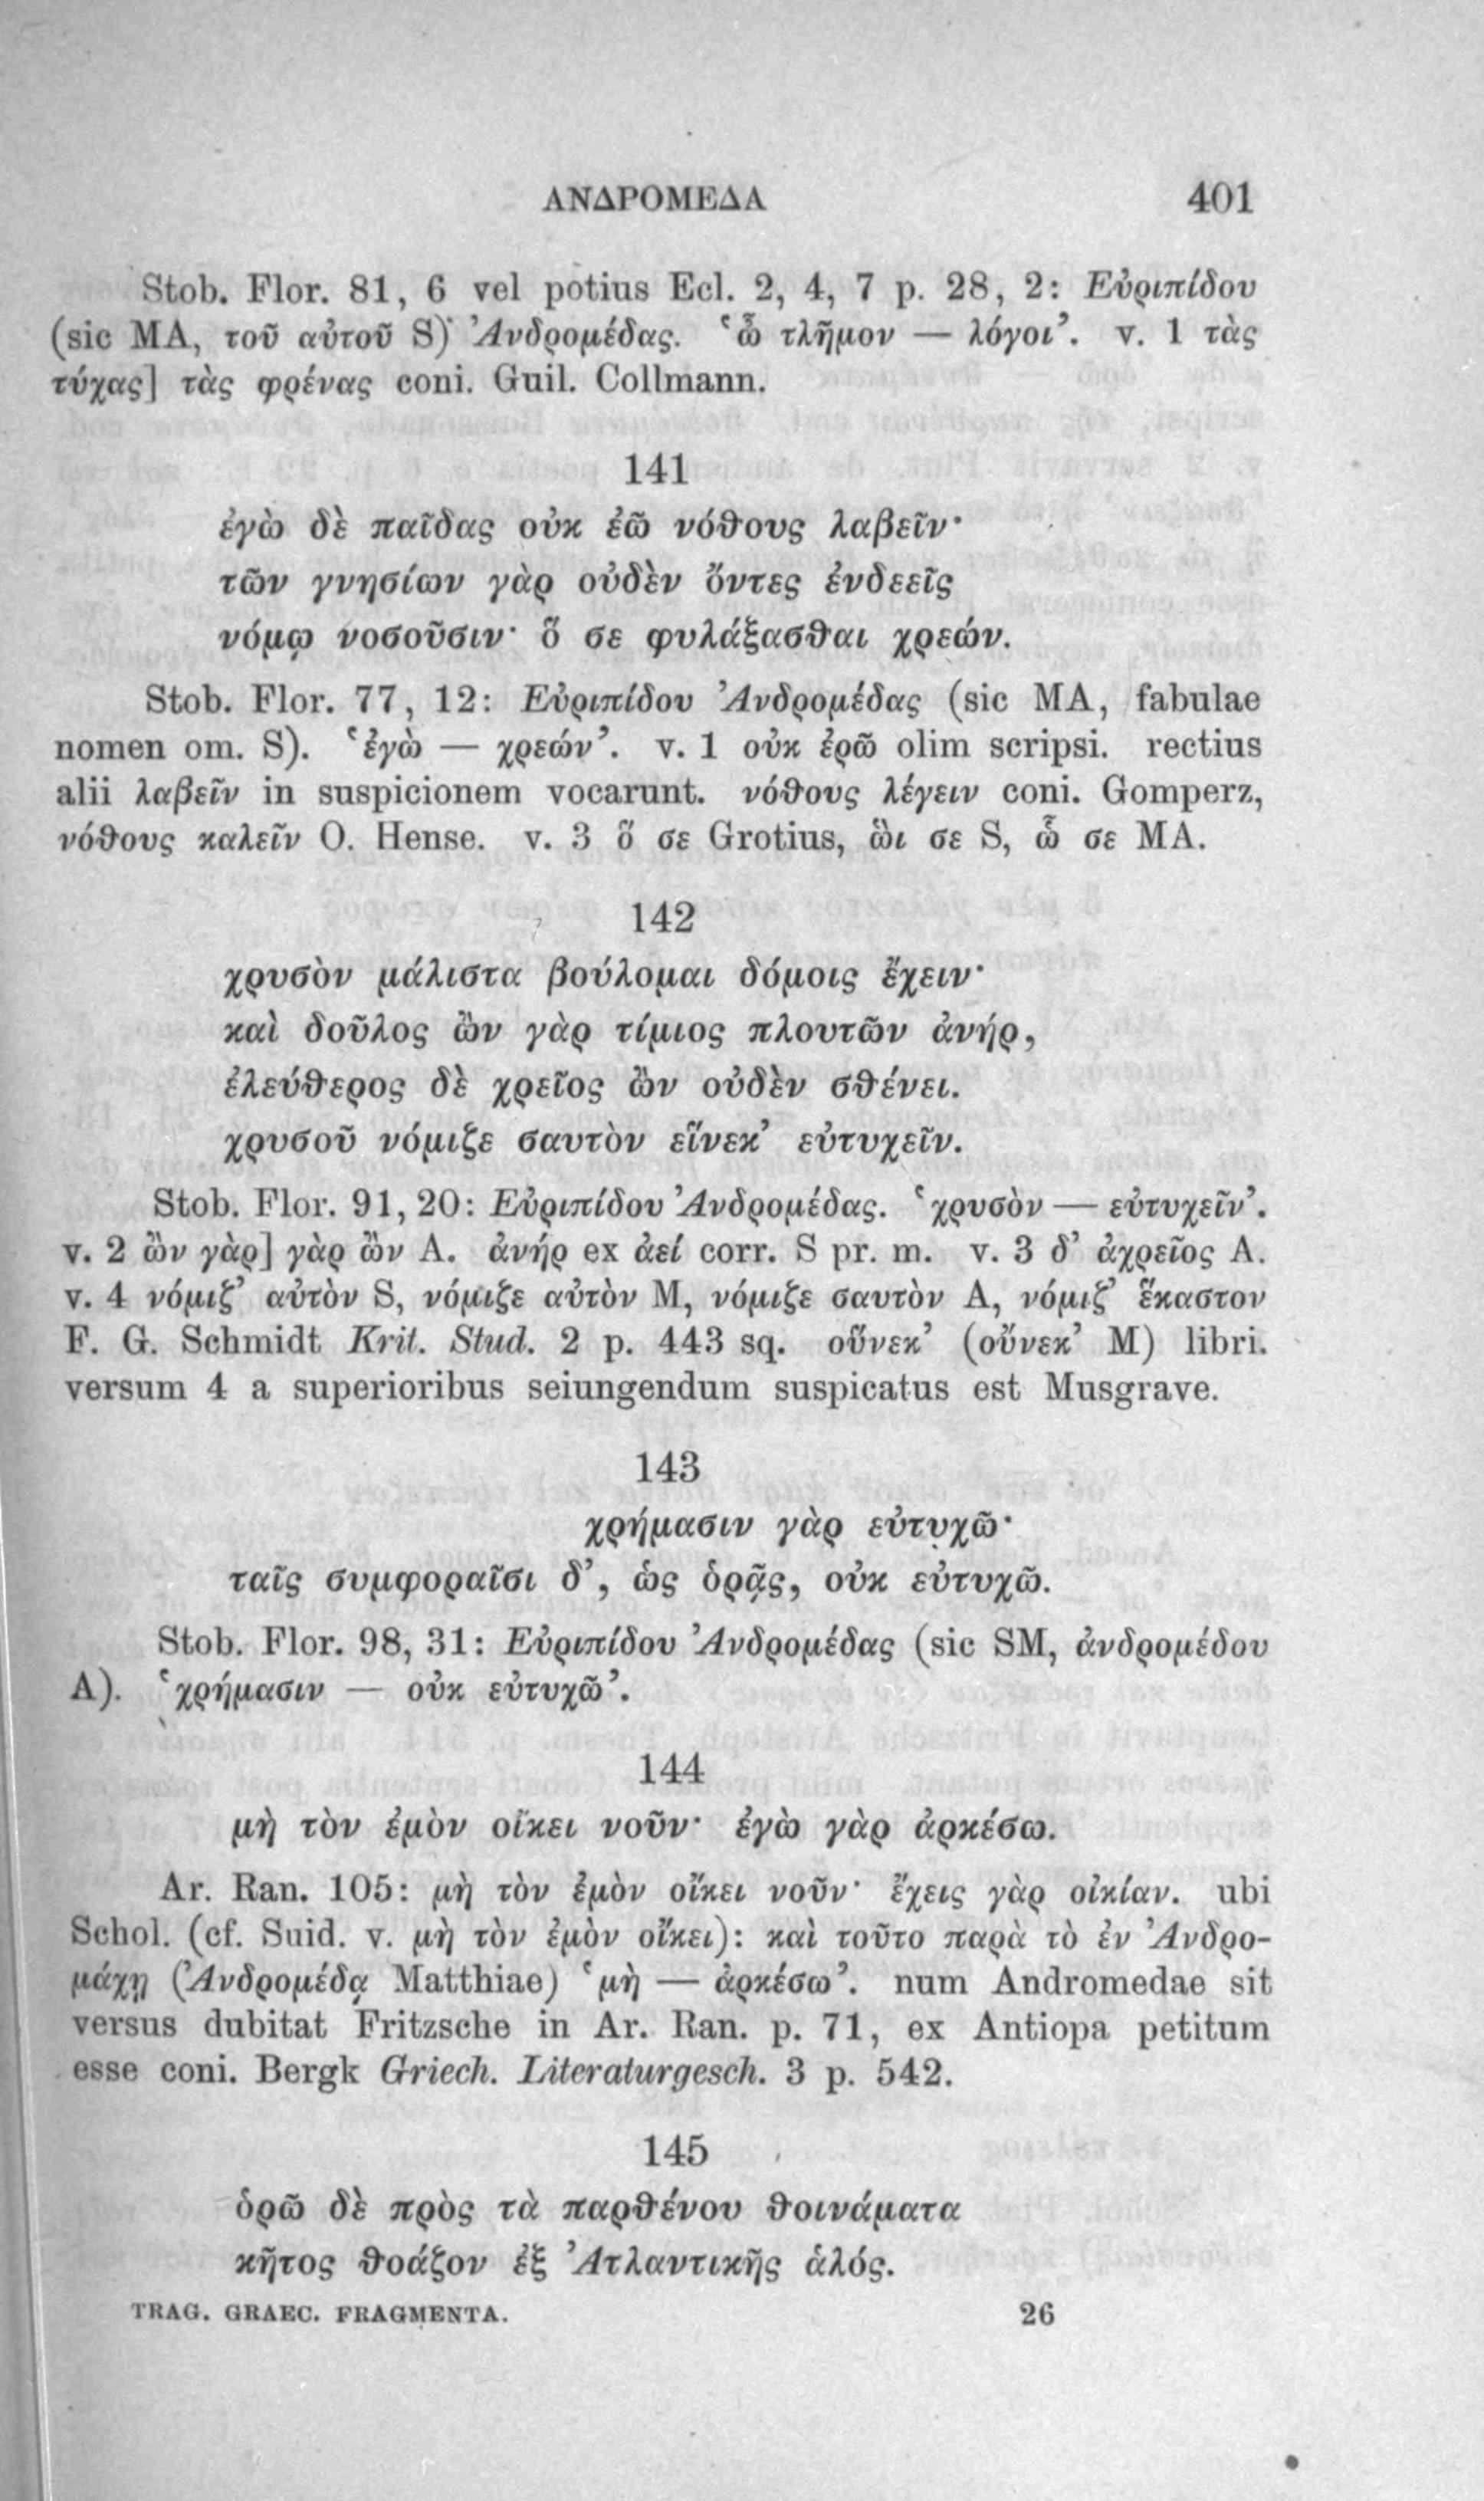 ΑΝΔΡΟΜΕΔΑ 401
Stob. Flor. 81, 6 vel potius Ecl. 2, 4, 7 p. 28, 2: Εὐριπίδου
(sic MA, τοῦ αὐτοῦ S) Ἀνδρομέδας. ‘ὦ τλῆμον — λόγοι’. v. 1 τὰς
τύχας] τὰς φρένας coni. Guil. Collmann.
141
ἐγὼ δὲ παῖδας οὐκ ἐῶ νόθους λαβεῖν·
τῶν γνησίων γὰρ οὐδὲν ὄντες ἐνδεεῖς
νόμῳ νοσοῦσιν· ὅ σε φυλάξασθαι χρεών.
Stob. Flor. 77, 12: Εὐριπίδου Ἀνδρομέδας (sic MA, fabulae
nomen om. S). ‘ἐγὼ — χρεών’. v. 1 οὐκ ἐρῶ olim scripsi. rectius
alii λαβεῖν in suspicionem vocarunt. νόθους λέγειν coni. Gomperz,
νόθους καλεῖν O. Hense. v. 3 ὅ σε Grotius, ὧι σε S, ὦ σε MA.
142
χρυσὸν μάλιστα βούλομαι δόμοις ἔχειν·
καὶ δοῦλος ὢν γὰρ τίμιος πλουτῶν ἀνήρ,
ἐλεύθερος δὲ χρεῖος ὢν οὐδὲν σθένει.
χρυσοῦ νόμιζε σαυτὸν εἵνεκ’ εὐτυχεῖν.
Stob. Flor. 91, 20: Εὐριπίδου Ἀνδρομέδας. ‘χρυσὸν — εὐτυχεῖν’.
v. 2 ὢν γὰρ] γὰρ ὢν A. ἀνήρ ex ἀεί corr. S pr. m. v. 3 δ’ ἀχρεῖος A.
v. 4 νόμιζ’ αὐτὸν S, νόμιζε αὐτὸν M, νόμιζε σαυτὸν A, νόμιζ’ ἕκαστον
F. G. Schmidt Krit. Stud. 2 p. 443 sq. οὕνεκ’ (οὔνεκ’ M) libri.
versum 4 a superioribus seiungendum suspicatus est Musgrave.
143
χρήμασιν γὰρ εὐτυχῶ·
ταῖς συμφοραῖσι δ’, ὡς ὁρᾷς, οὐκ εὐτυχῶ.
Stob. Flor. 98, 31: Εὐριπίδου Ἀνδρομέδας (sic SM, ἀνδρομέδου
A). ‘χρήμασιν — οὐκ εὐτυχῶ’.
144
μὴ τὸν ἐμὸν οἴκει νοῦν· ἐγὼ γὰρ ἀρκέσω.
Ar. Ran. 105: μὴ τὸν ἐμὸν οἴκει νοῦν· ἔχεις γὰρ οἰκίαν. ubi
Schol. (cf. Suid. v. μὴ τὸν ἐμὸν οἴκει): καὶ τοῦτο παρὰ τὸ ἐν Ἀνδρο-
μάχῃ (Ἀνδρομέδᾳ Matthiae) ‘μὴ — ἀρκέσω’. num Andromedae sit
versus dubitat Fritzsche in Ar. Ran. p. 71, ex Antiopa petitum
esse coni. Bergk Griech. Literaturgesch. 3 p. 542.
145
ὁρῶ δὲ πρὸς τὰ παρθένου θοινάματα
κῆτος θοάζον ἐξ Ἀτλαντικῆς ἁλός.
TRAG. GRAEC. FRAGMENTA. 26